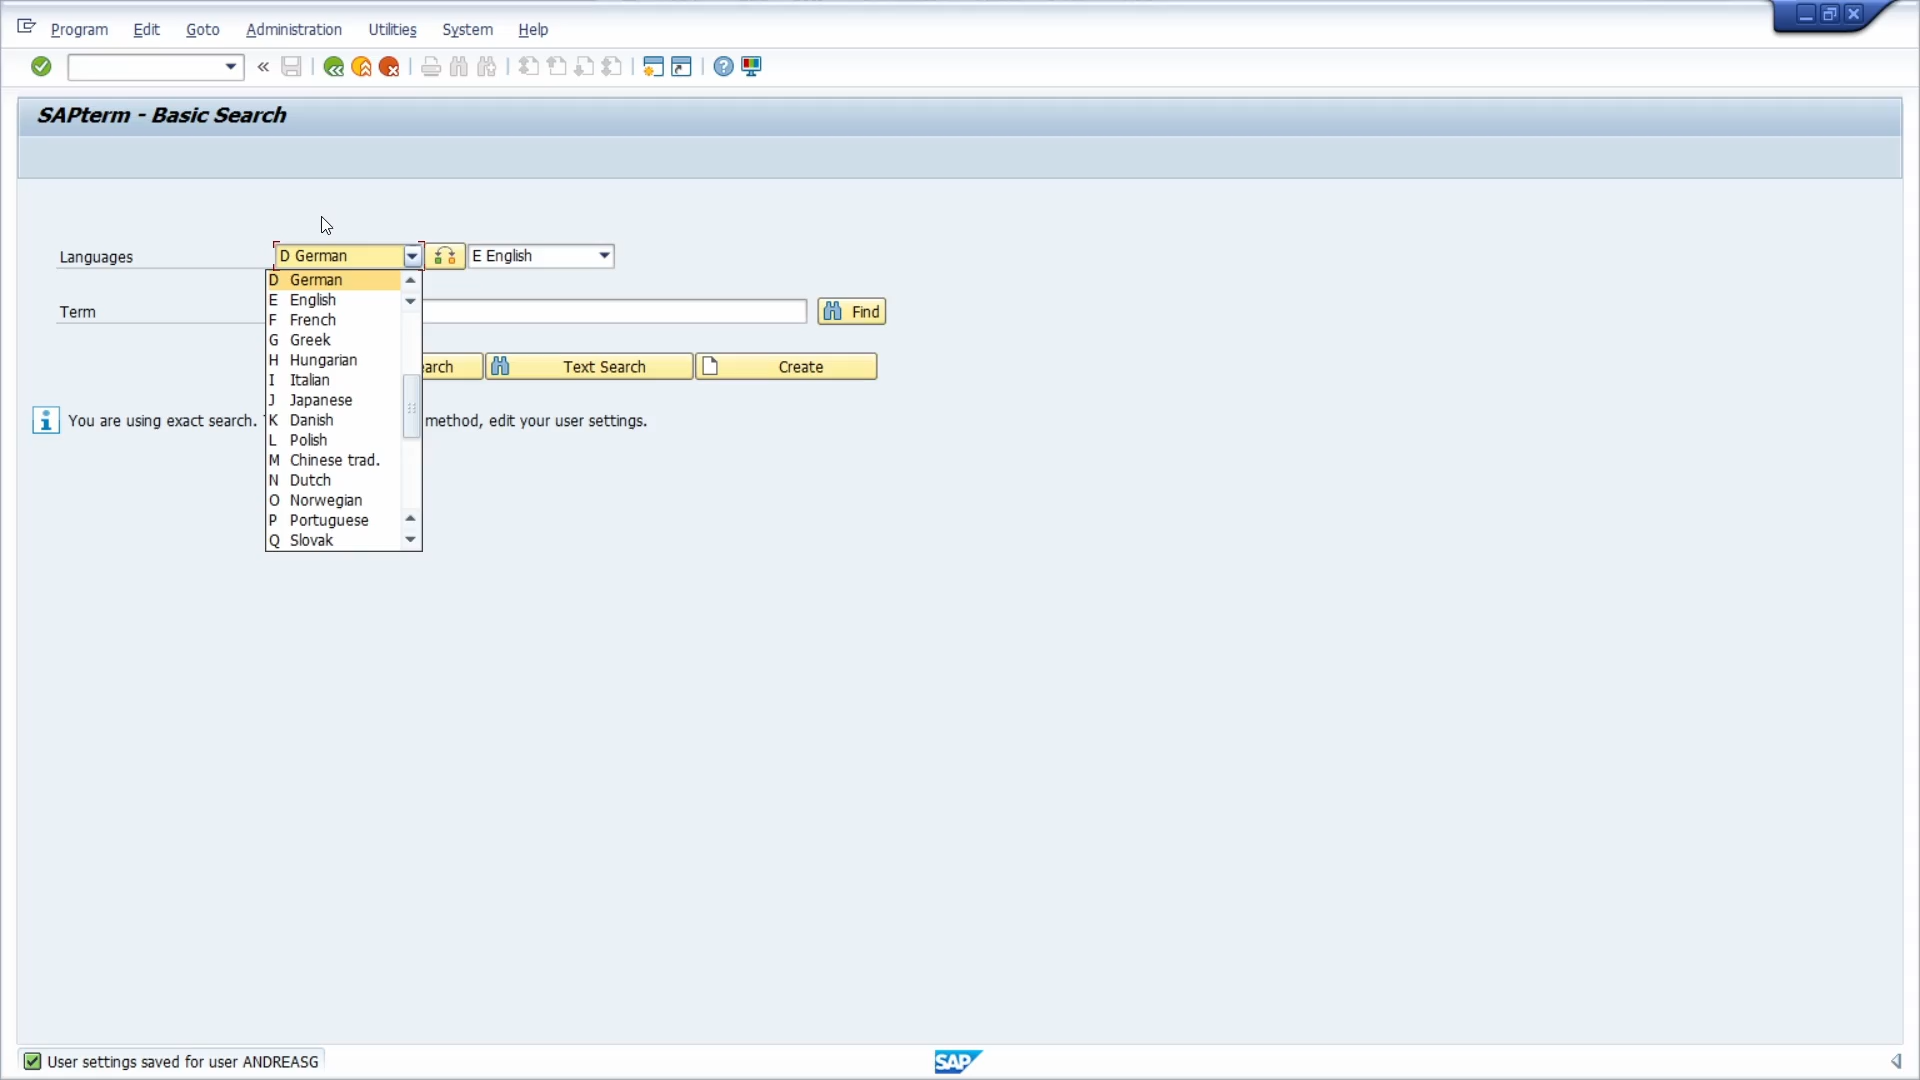 Program Edit Goto Administration Utilities System Help
SAPterm - Basic Search
Languages D German E English
D German
E English
Term Find
F French
G Greek
H Hungarian
arch Text Search Create
I Italian
J Japanese
You are using exact search. K Danish method, edit your user settings.
L Polish
M Chinese trad.
N Dutch
O Norwegian
P Portuguese
Q Slovak
User settings saved for user ANDREASG SAP